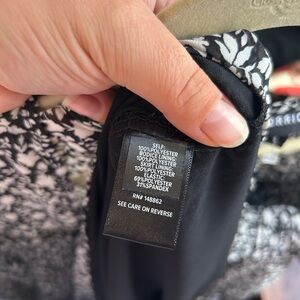 SELF:
100%POLYESTER
BODICE LINING:
100%POLYESTER
SKIRT LINING:
100%POLYESTER
ELASTIC:
69%POLYESTER
31%SPANDEX
RN# 148862
SEE CARE ON REVERSE